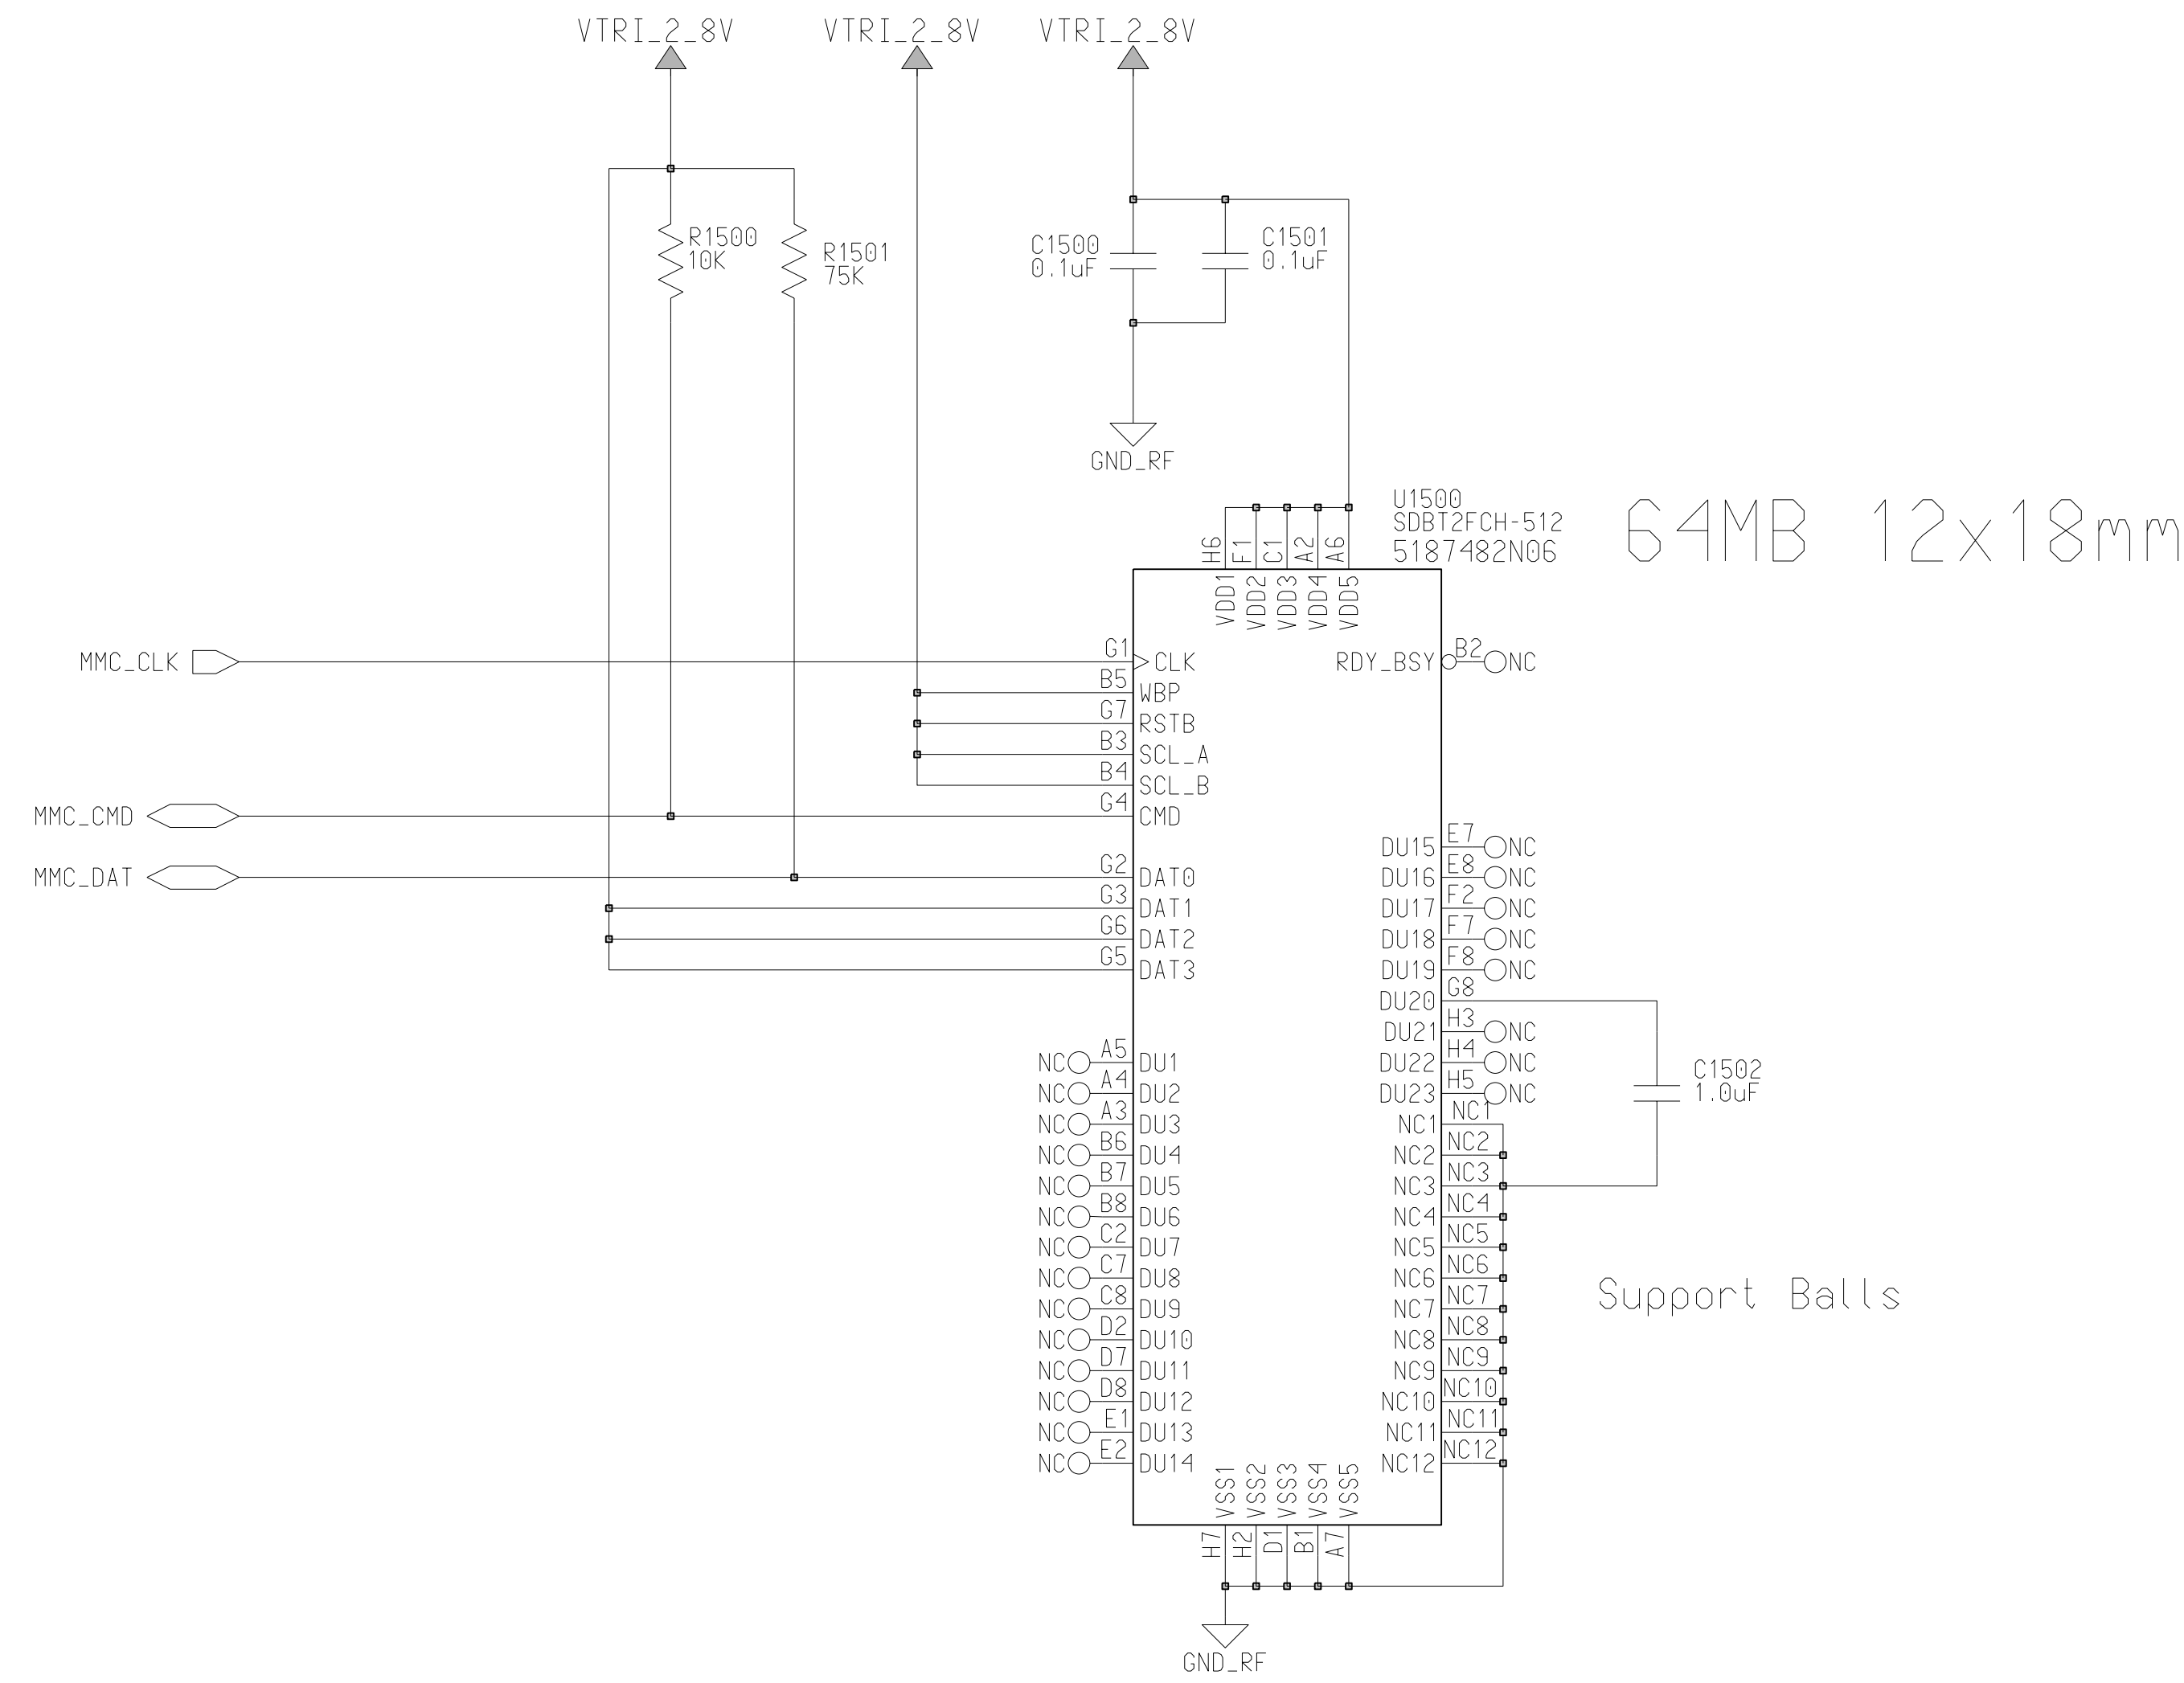 VTRI_2_8V
VTRI_2_8V
VTRI_2_8V
R1500
10K
R1501
75K
C1500
0.1uF
C1501
0.1uF
GND_RF
U1500
SDBT2FCH-512
5187482N06
64MB 12x18mm
H6
F1
C1
A2
A6
VDD1
VDD2
VDD3
VDD4
VDD5
MMC_CLK
G1
CLK
RDY_BSY
B2
NC
B5
WBP
G7
RSTB
B3
SCL_A
B4
SCL_B
MMC_CMD
G4
CMD
MMC_DAT
G2
DAT0
G3
DAT1
G6
DAT2
G5
DAT3
DU15
E7
NC
DU16
E8
NC
DU17
F2
NC
DU18
F7
NC
DU19
F8
NC
DU20
G8
DU21
H3
NC
DU22
H4
NC
DU23
H5
NC
C1502
1.0uF
NC
A5
DU1
NC
A4
DU2
NC
A3
DU3
NC
B6
DU4
NC
B7
DU5
NC
B8
DU6
NC
C2
DU7
NC
C7
DU8
NC
C8
DU9
NC
D2
DU10
NC
D7
DU11
NC
D8
DU12
NC
E1
DU13
NC
E2
DU14
NC1
NC1
NC2
NC2
NC3
NC3
NC4
NC4
NC5
NC5
NC6
NC6
NC7
NC7
NC8
NC8
NC9
NC9
NC10
NC10
NC11
NC11
NC12
NC12
Support Balls
VSS1
VSS2
VSS3
VSS4
VSS5
H7
H2
D1
B1
A7
GND_RF